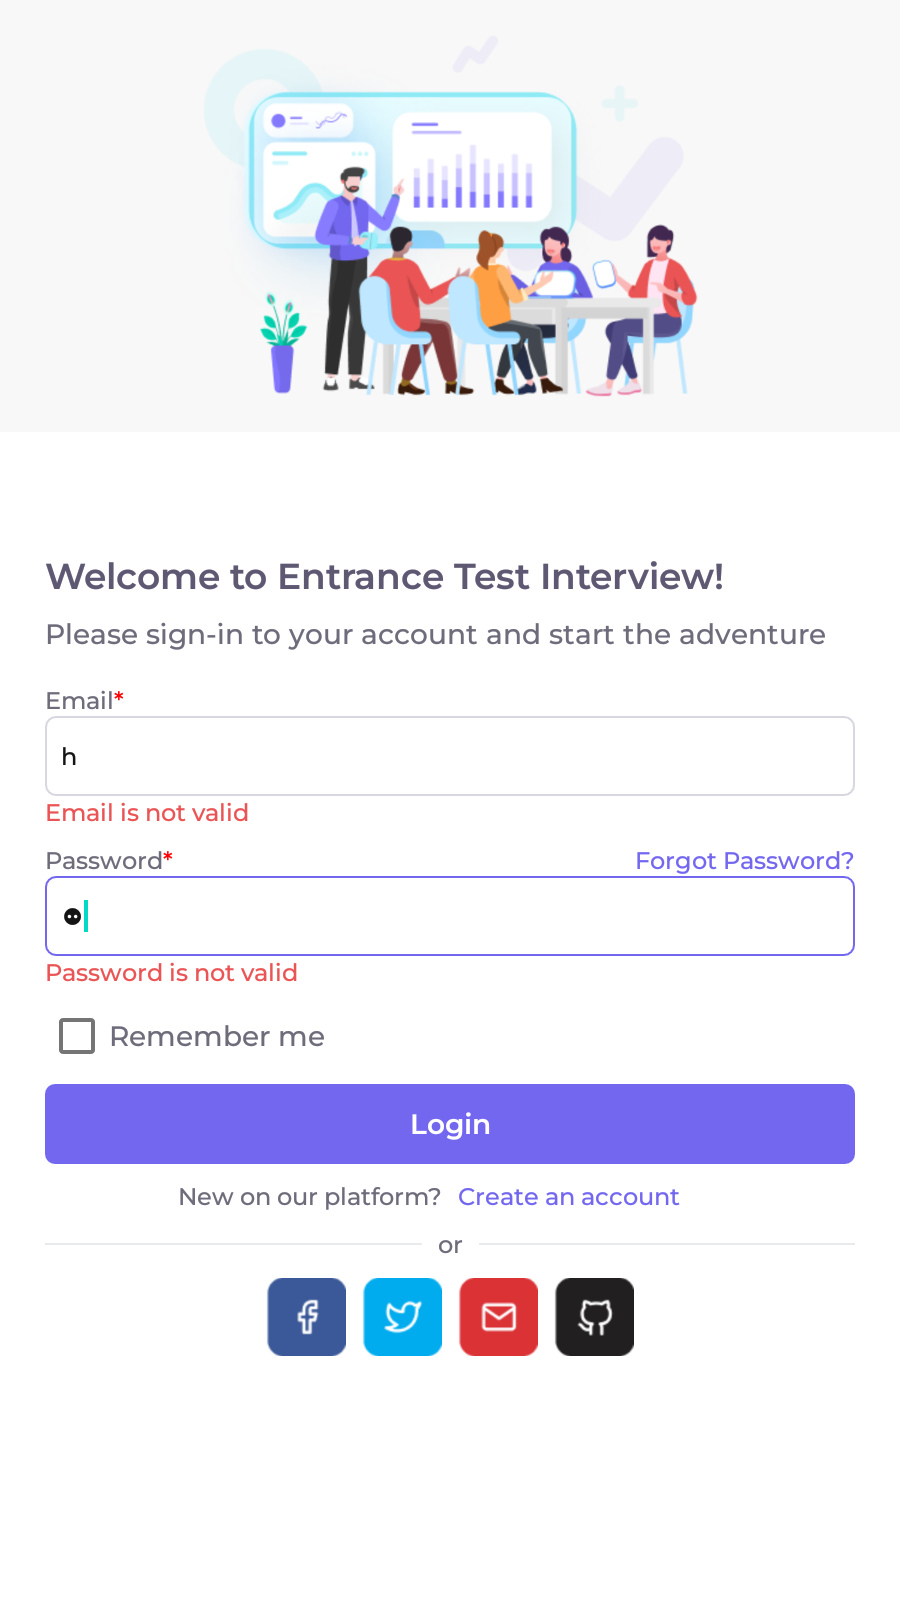 Welcome to Entrance Test Interview!
Please sign-in to your account and start the adventure
Email*
h
Email is not valid
Password* Forgot Password?
Password is not valid
Remember me
Login
New on our platform? Create an account
or